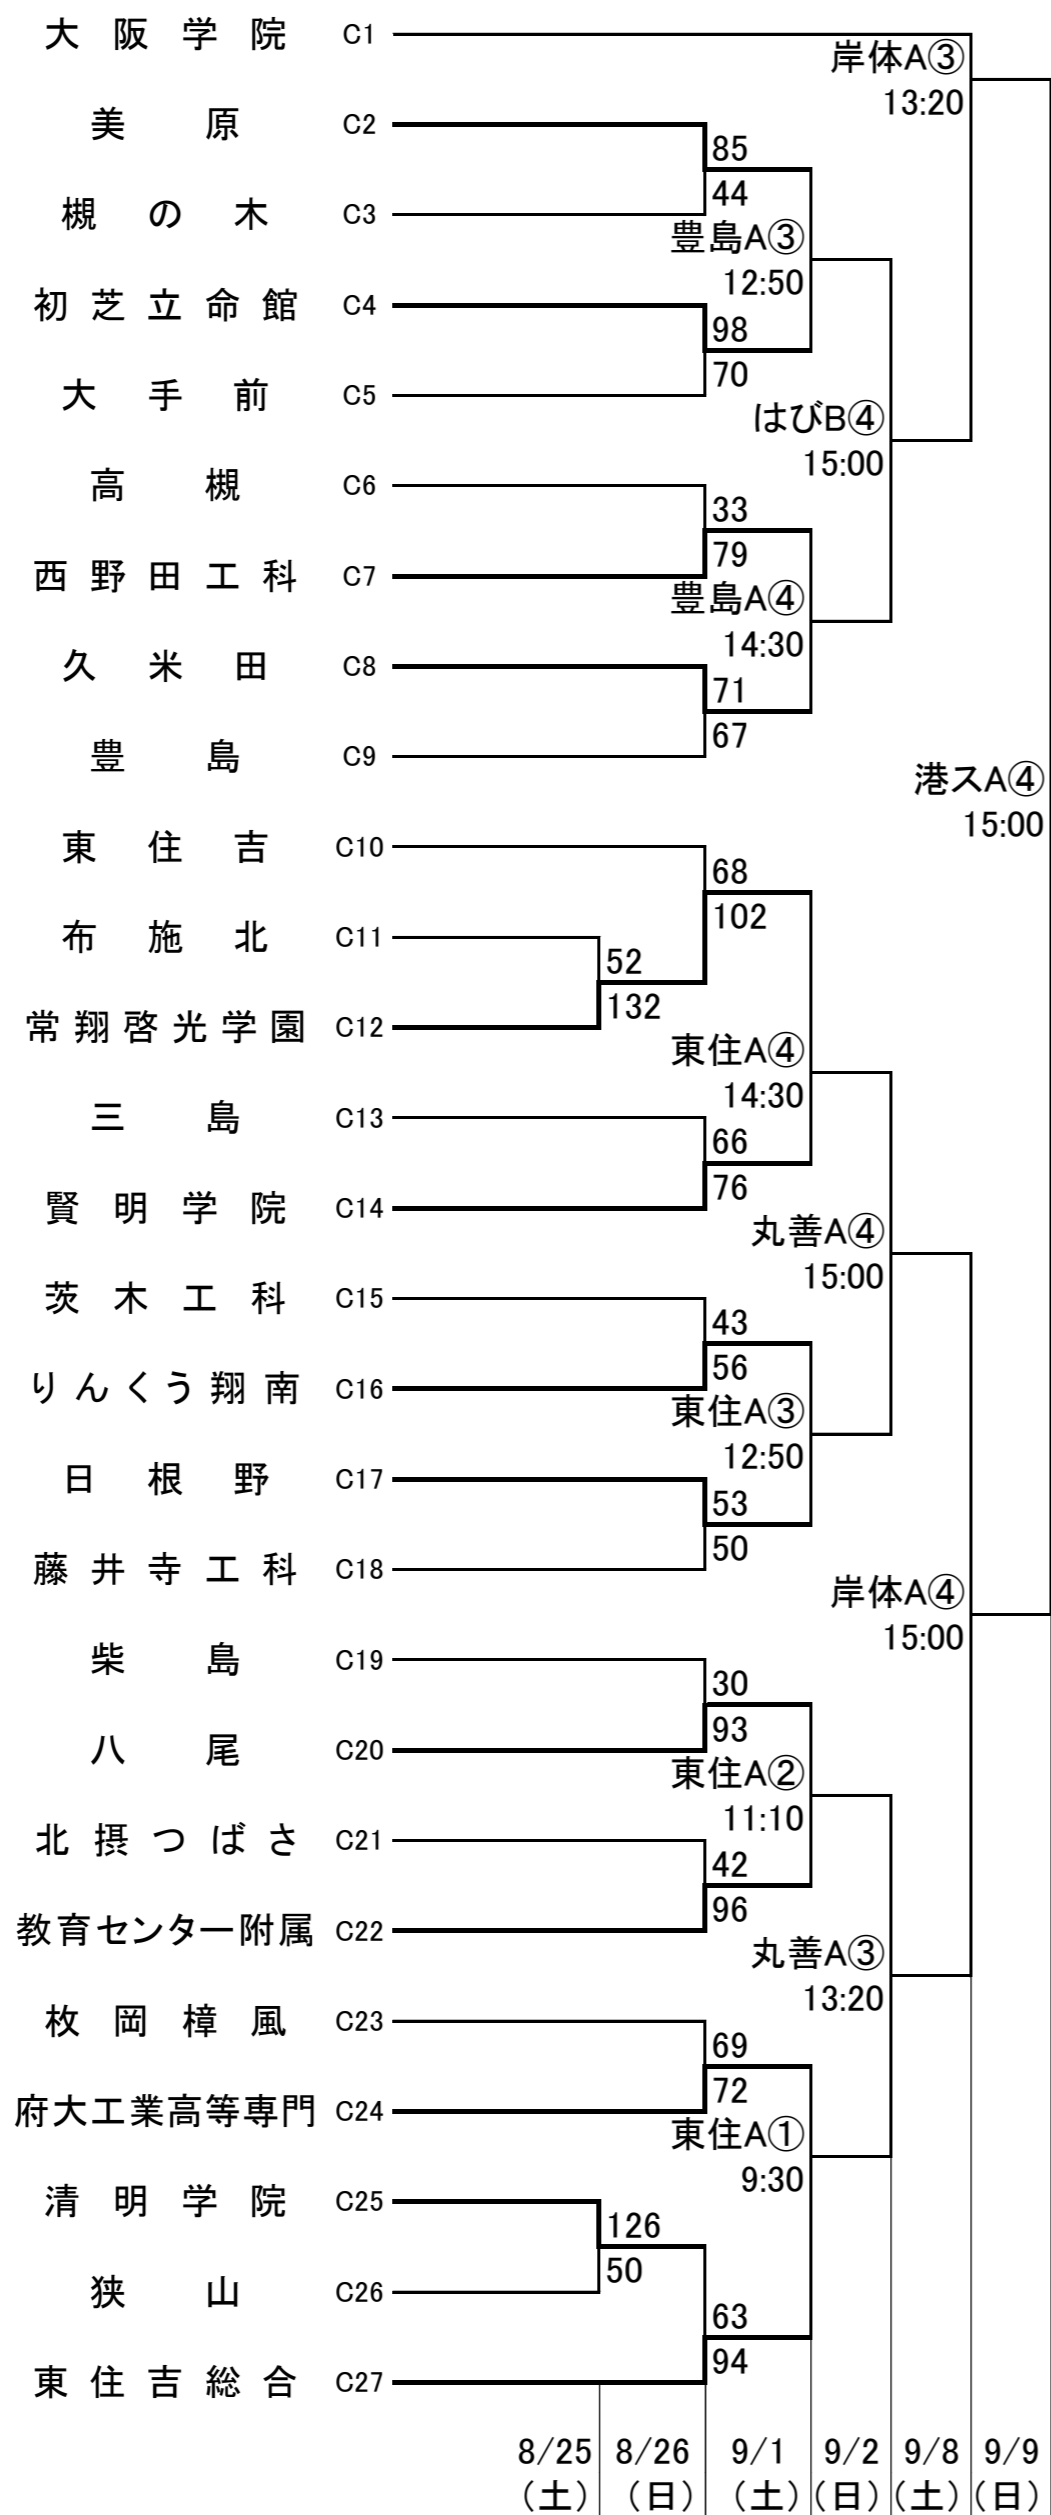 大阪学院 C1
岸体A③
13:20
美原 C2
85
44
槻の木 C3
豊島A③
12:50
初芝立命館 C4
98
70
大手前 C5
はびB④
15:00
高槻 C6
33
79
西野田工科 C7
豊島A④
14:30
久米田 C8
71
67
豊島 C9
港スA④
15:00
東住吉 C10
68
102
布施北 C11
52
132
常翔啓光学園 C12
東住A④
14:30
三島 C13
66
76
賢明学院 C14
丸善A④
15:00
茨木工科 C15
43
56
りんくう翔南 C16
東住A③
12:50
日根野 C17
53
50
藤井寺工科 C18
岸体A④
15:00
柴島 C19
30
93
八尾 C20
東住A②
11:10
北摂つばさ C21
42
96
教育センター附属 C22
丸善A③
13:20
枚岡樟風 C23
69
72
府大工業高等専門 C24
東住A①
9:30
清明学院 C25
126
50
狭山 C26
63
94
東住吉総合 C27
8/25 8/26 9/1 9/2 9/8 9/9
(土) (日) (土) (日) (土) (日)